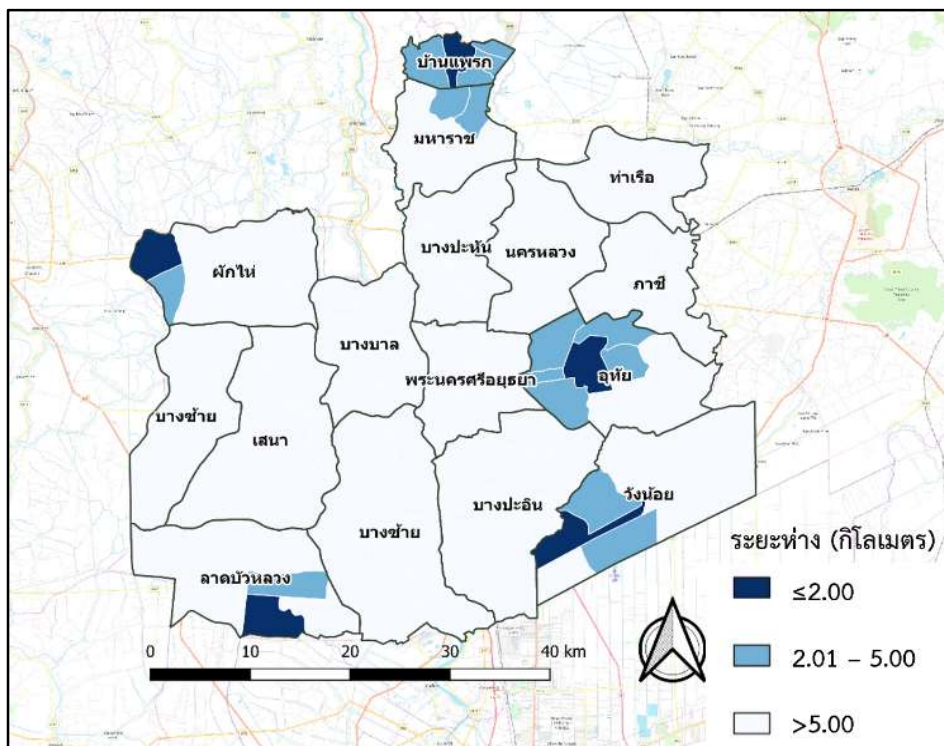 บ้านแพรก
มหาราช
ท่าเรือ
บางปะหัน
นครหลวง
ผักไห่
ภาชี
บางบาล
พระนครศรีอยุธยา
อุทัย
บางซ้าย
เสนา
บางปะอิน
วังน้อย
บางซ้าย
ลาดบัวหลวง
ระยะห่าง (กิโลเมตร)
≤2.00
2.01 – 5.00
>5.00
0 10 20 30 40 km